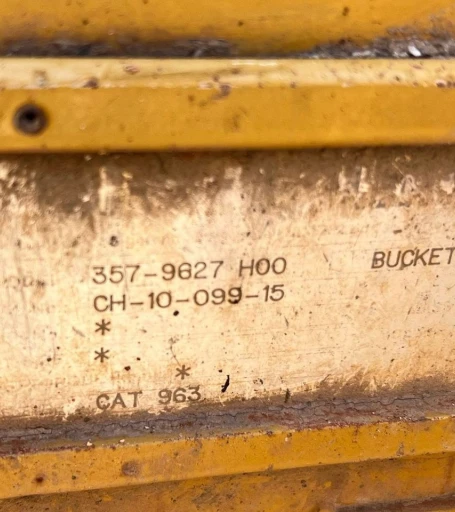 357-9627 H00 BUCKET
CH-10-099-15
*
*
*
CAT 963